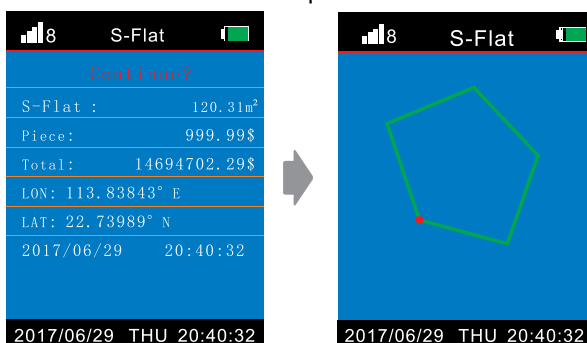 8 S-Flat
Continue?
S-Flat : 120.31m²
Piece: 999.99$
Total: 14694702.29$
LON: 113.83843° E
LAT: 22.73989° N
2017/06/29 20:40:32
2017/06/29 THU 20:40:32
8 S-Flat
2017/06/29 THU 20:40:32